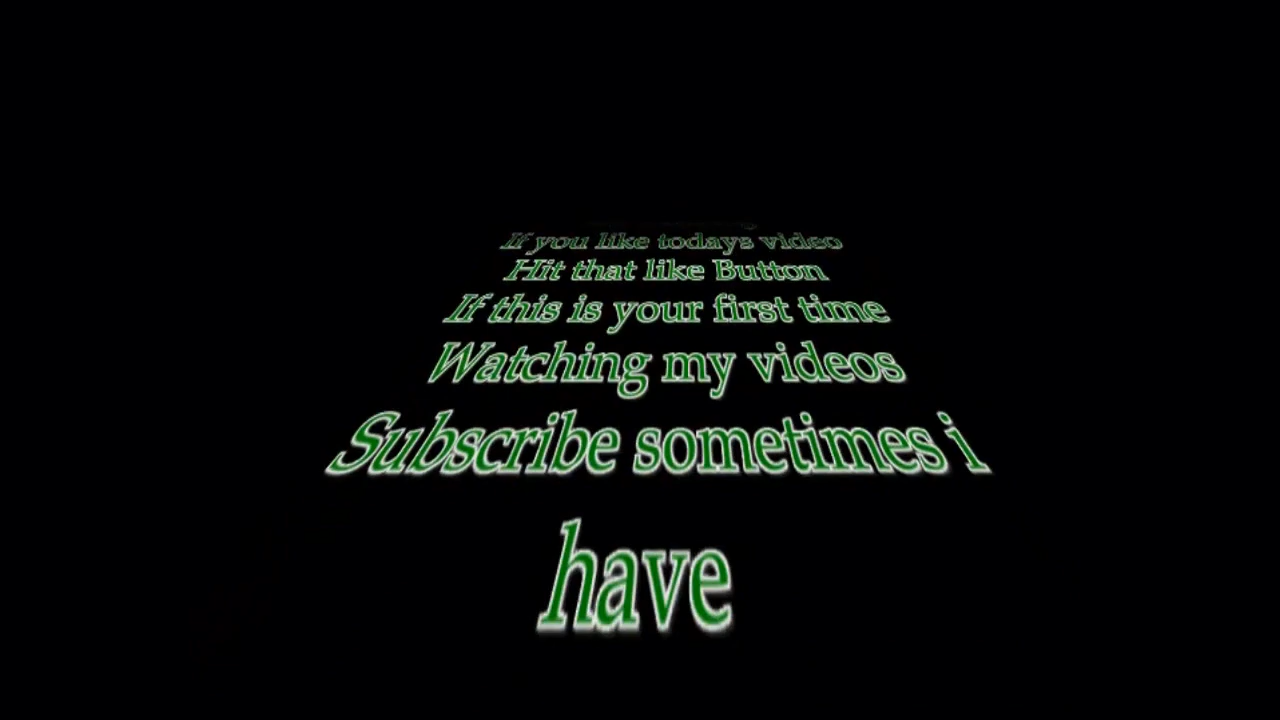 If you like todays video
Hit that like Button
If this is your first time
Watching my videos
Subscribe sometimes i
have